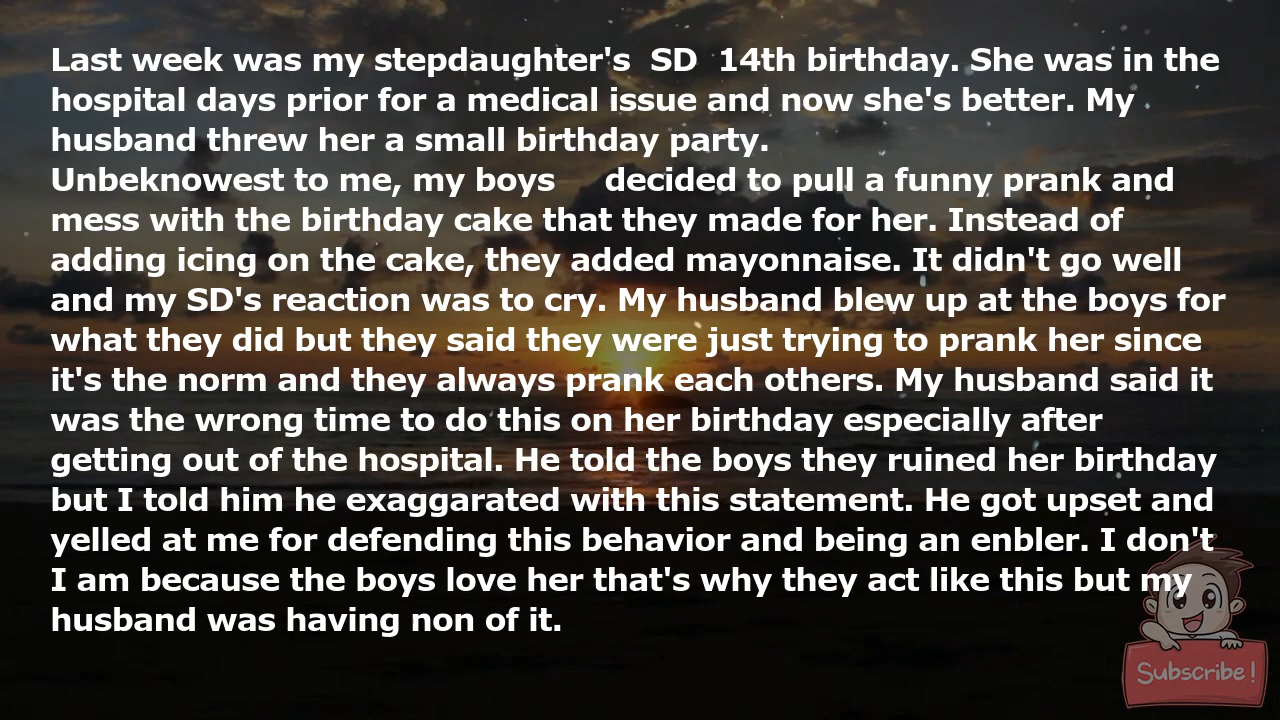 Last week was my stepdaughter's  SD  14th birthday. She was in the
hospital days prior for a medical issue and now she's better. My
husband threw her a small birthday party.
Unbeknowest to me, my boys     decided to pull a funny prank and
mess with the birthday cake that they made for her. Instead of
adding icing on the cake, they added mayonnaise. It didn't go well
and my SD's reaction was to cry. My husband blew up at the boys for
what they did but they said they were just trying to prank her since
it's the norm and they always prank each others. My husband said it
was the wrong time to do this on her birthday especially after
getting out of the hospital. He told the boys they ruined her birthday
but I told him he exaggarated with this statement. He got upset and
yelled at me for defending this behavior and being an enbler. I don't
I am because the boys love her that's why they act like this but my
husband was having non of it.
Subscribe!